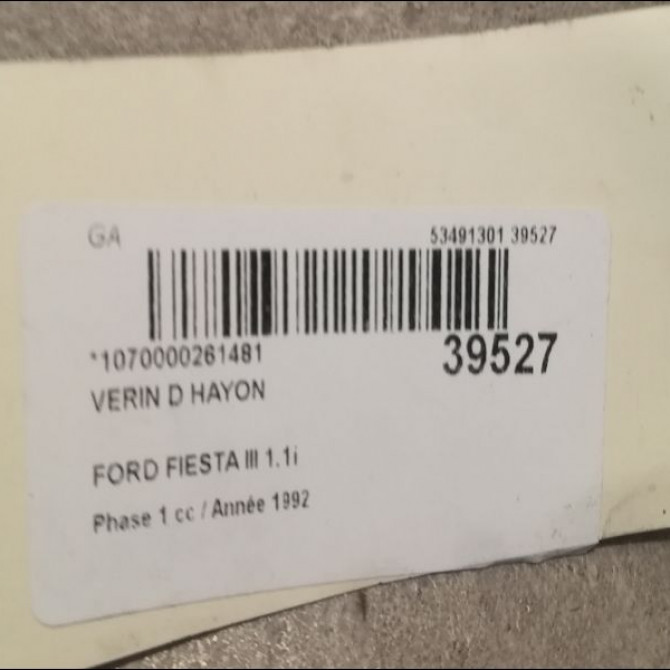 GA 53491301 39527
*1070000261481 39527
VERIN D HAYON
FORD FIESTA III 1.1i
Phase 1 cc / Année 1992